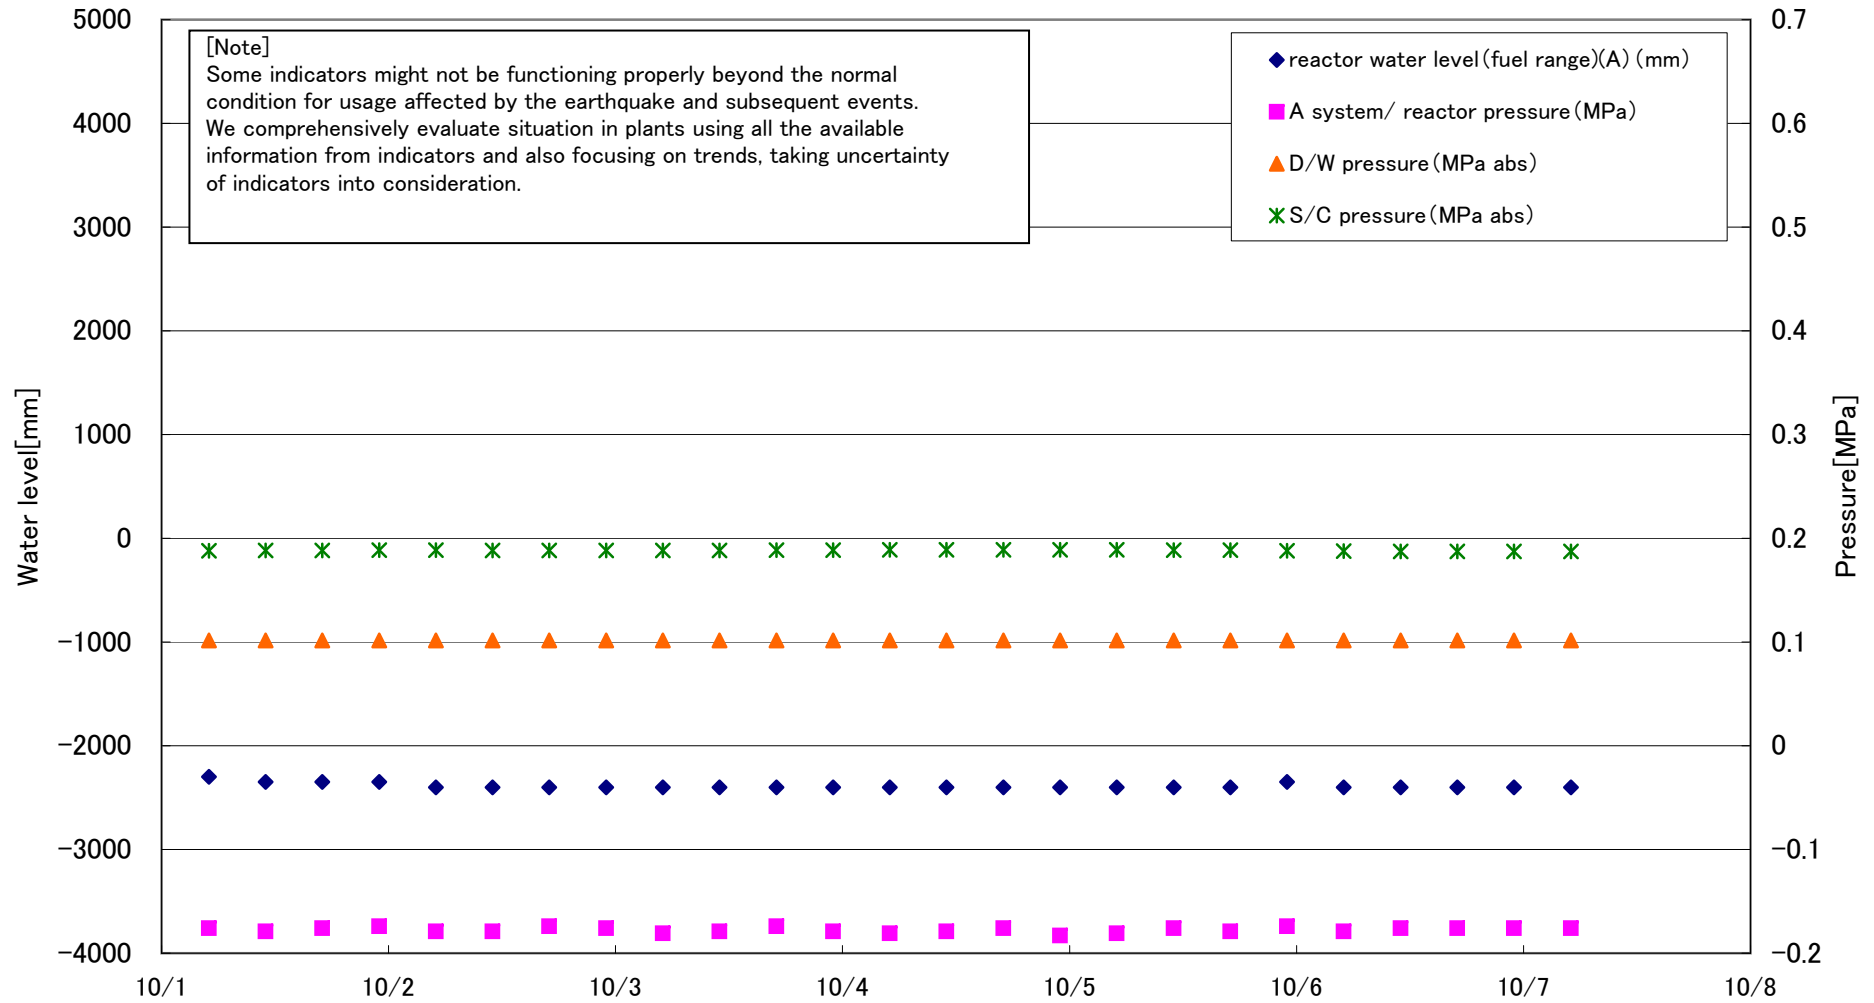 5000
4000
3000
2000
1000
0
-1000
-2000
-3000
-4000
Water level[mm]
[Note]
Some indicators might not be functioning properly beyond the normal
condition for usage affected by the earthquake and subsequent events.
We comprehensively evaluate situation in plants using all the available
information from indicators and also focusing on trends, taking uncertainty
of indicators into consideration.
reactor water level(fuel range)(A) (mm)
A system/ reactor pressure(MPa)
D/W pressure(MPa abs)
S/C pressure(MPa abs)
0.7
0.6
0.5
0.4
0.3
0.2
0.1
0
-0.1
-0.2
Pressure[MPa]
10/1 10/2 10/3 10/4 10/5 10/6 10/7 10/8